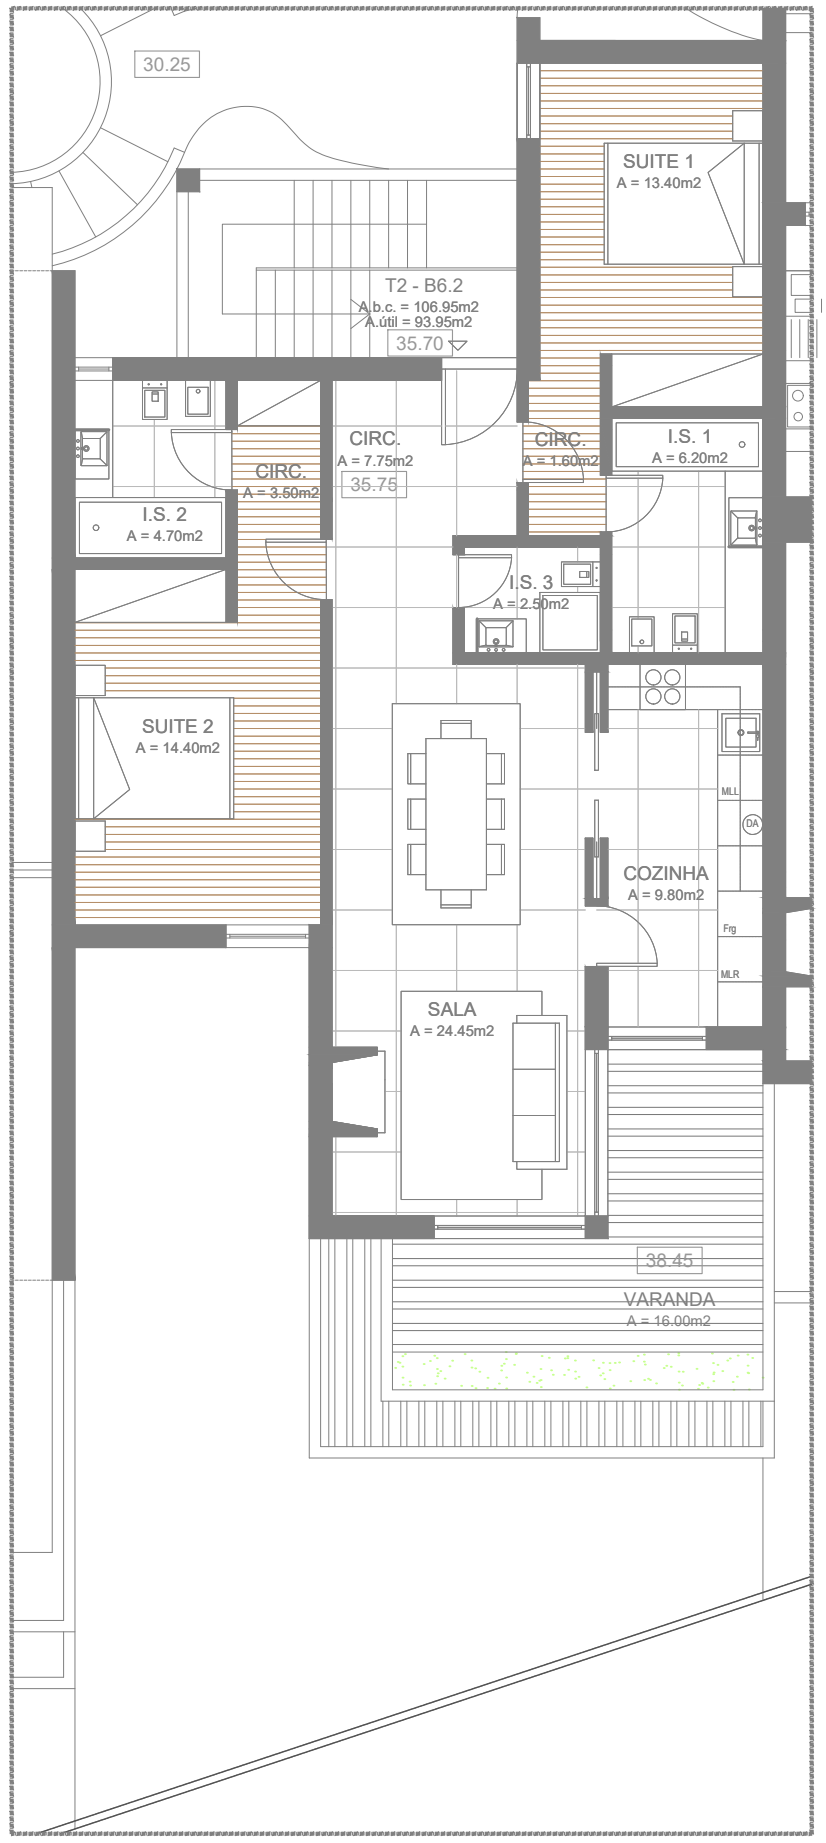 30.25
SUITE 1
A = 13.40m2
T2 - B6.2
A.b.c. = 106.95m2
A.útil = 93.95m2
35.70
CIRC.
A = 7.75m2
35.75
CIRC.
A = 1.60m2
I.S. 1
A = 6.20m2
CIRC.
A = 3.50m2
I.S. 2
A = 4.70m2
I.S. 3
A = 2.50m2
SUITE 2
A = 14.40m2
MLL
DA
COZINHA
A = 9.80m2
Frg
MLR
SALA
A = 24.45m2
38.45
VARANDA
A = 16.00m2